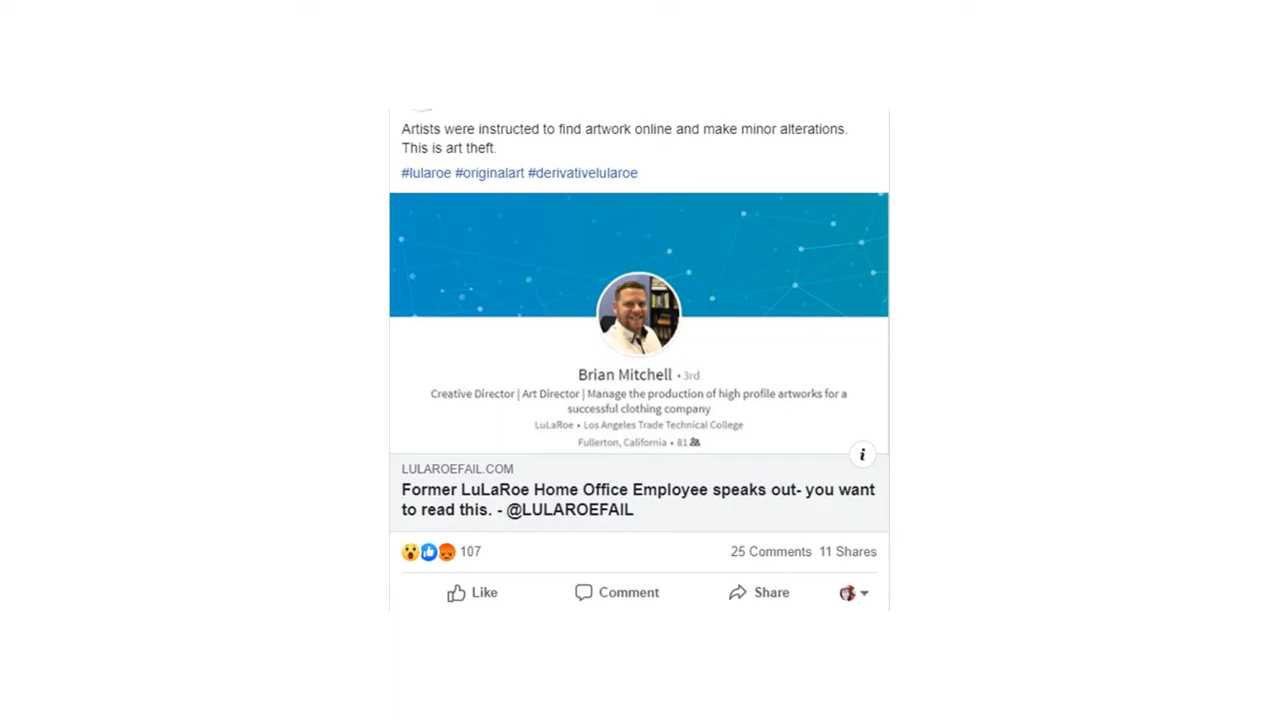 Artists were instructed to find artwork online and make minor alterations.
This is art theft.
#lularoe #originalart #derivativelularoe
Brian Mitchell • 3rd
Creative Director | Art Director | Manage the production of high profile artworks for a
successful clothing company
LuLaRoe • Los Angeles Trade Technical College
Fullerton, California • 81
i
LULAROEFAIL.COM
Former LuLaRoe Home Office Employee speaks out- you want
to read this. - @LULAROEFAIL
107
25 Comments 11 Shares
Like Comment Share